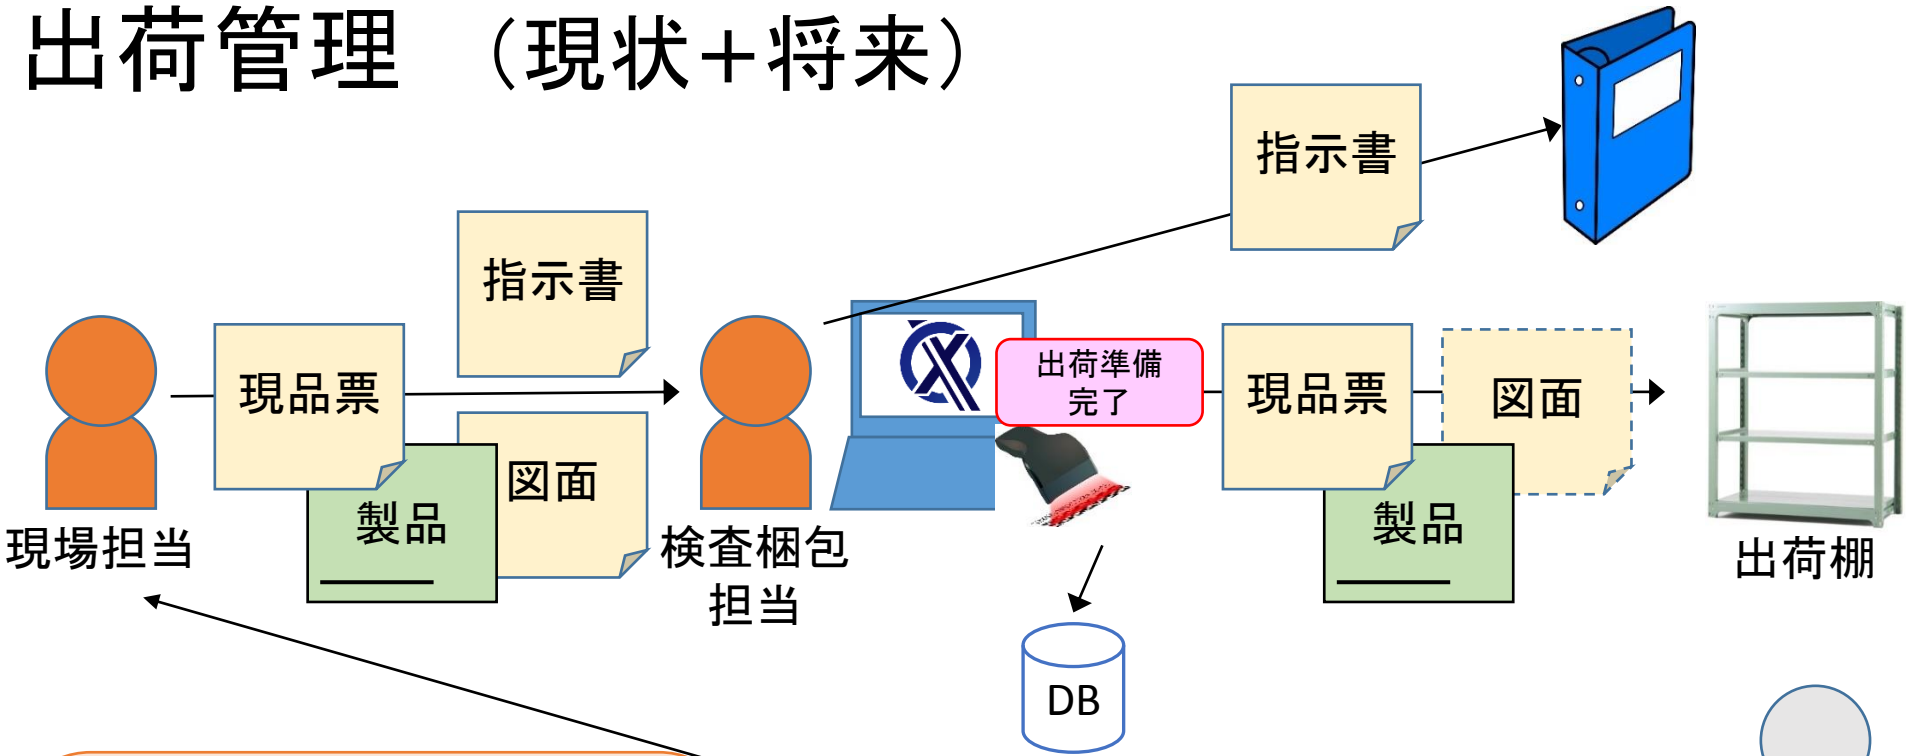 出荷管理 （現状＋将来）
指示書
指示書
現品票
製品
図面
現場担当
検査梱包
担当
出荷準備
完了
現品票
製品
図面
出荷棚
DB